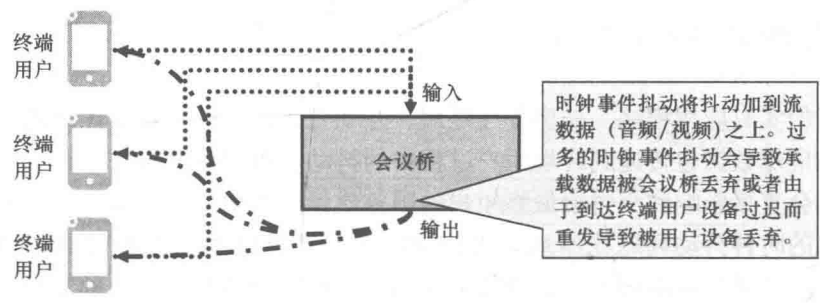 终端
用户
终端
用户
终端
用户
输入
会议桥
输出
时钟事件抖动将抖动加到流
数据（音频/视频)之上。过
多的时钟事件抖动会导致承
载数据被会议桥丢弃或者由
于到达终端用户设备过迟而
重发导致被用户设备丢弃。